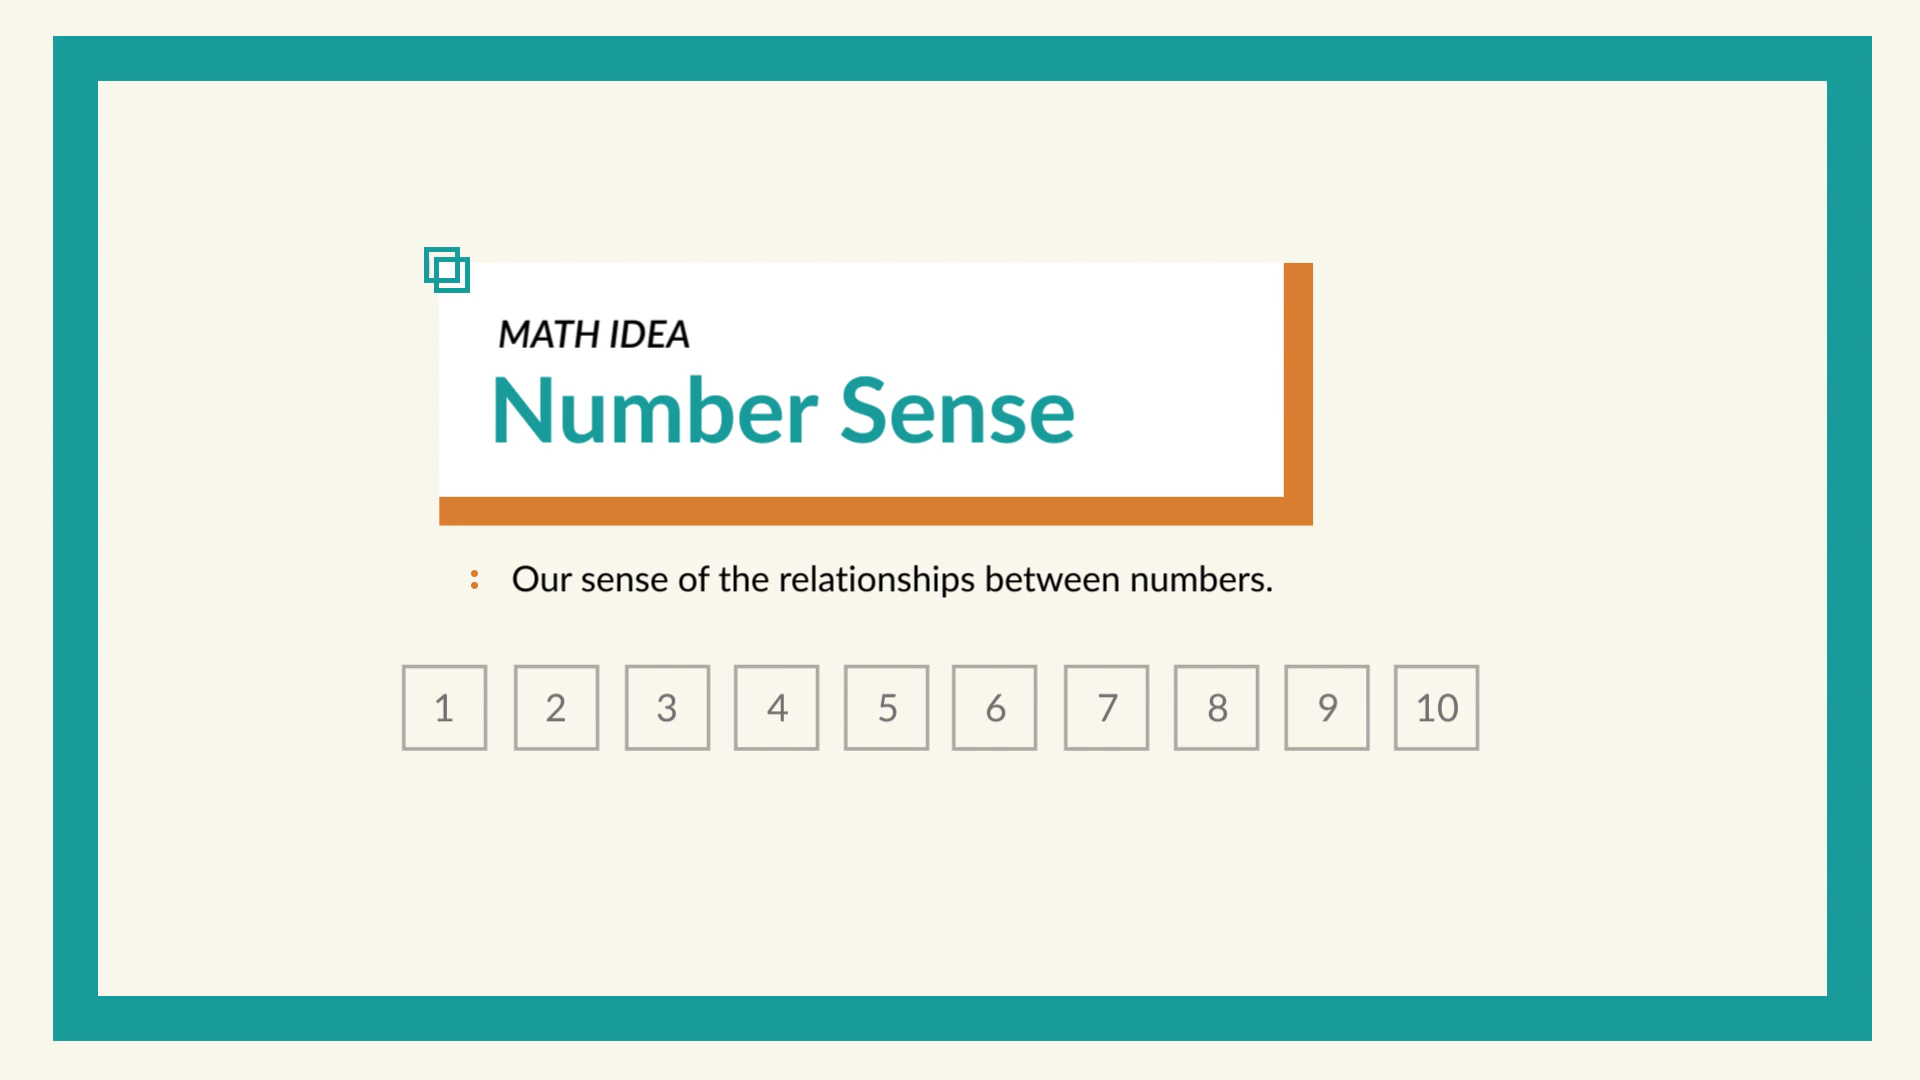 MATH IDEA
Number Sense
: Our sense of the relationships between numbers.
1 2 3 4 5 6 7 8 9 10